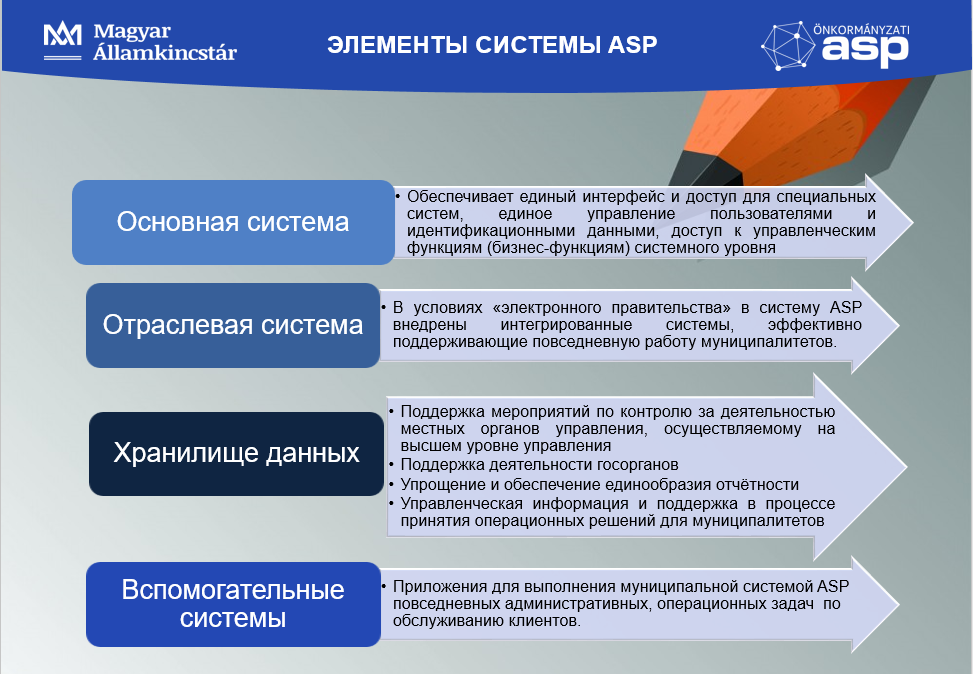 Magyar
Államkincstár
ЭЛЕМЕНТЫ СИСТЕМЫ ASP
ÖNKORMÁNYZATI
asp
Основная система
• Обеспечивает единый интерфейс и доступ для специальных
систем, единое управление пользователями и
идентификационными данными, доступ к управленческим
функциям (бизнес-функциям) системного уровня
Отраслевая система
• В условиях «электронного правительства» в систему ASP
внедрены интегрированные системы, эффективно
поддерживающие повседневную работу муниципалитетов.
Хранилище данных
• Поддержка мероприятий по контролю за деятельностью
местных органов управления, осуществляемому на
высшем уровне управления
• Поддержка деятельности госорганов
• Упрощение и обеспечение единообразия отчётности
• Управленческая информация и поддержка в процессе
принятия операционных решений для муниципалитетов
Вспомогательные
системы
• Приложения для выполнения муниципальной системой ASP
повседневных административных, операционных задач по
обслуживанию клиентов.